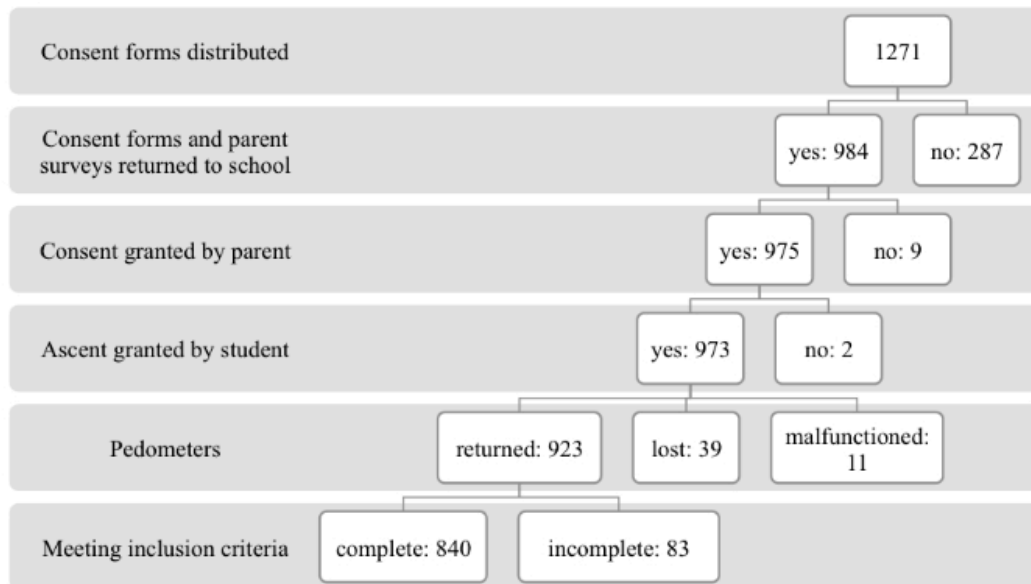 Consent forms distributed
1271
Consent forms and parent
surveys returned to school
yes: 984
no: 287
Consent granted by parent
yes: 975
no: 9
Ascent granted by student
yes: 973
no: 2
Pedometers
returned: 923
lost: 39
malfunctioned:
11
Meeting inclusion criteria
complete: 840
incomplete: 83